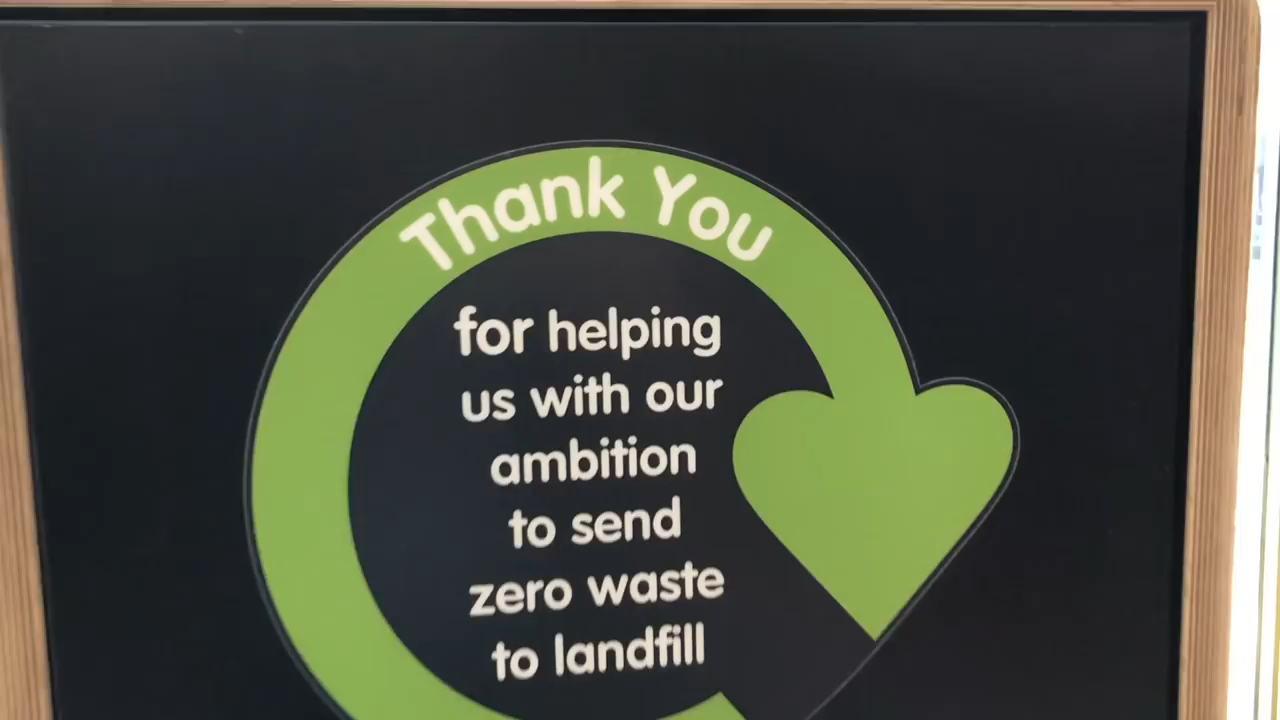 Thank You
for helping
us with our
ambition
to send
zero waste
to landfill